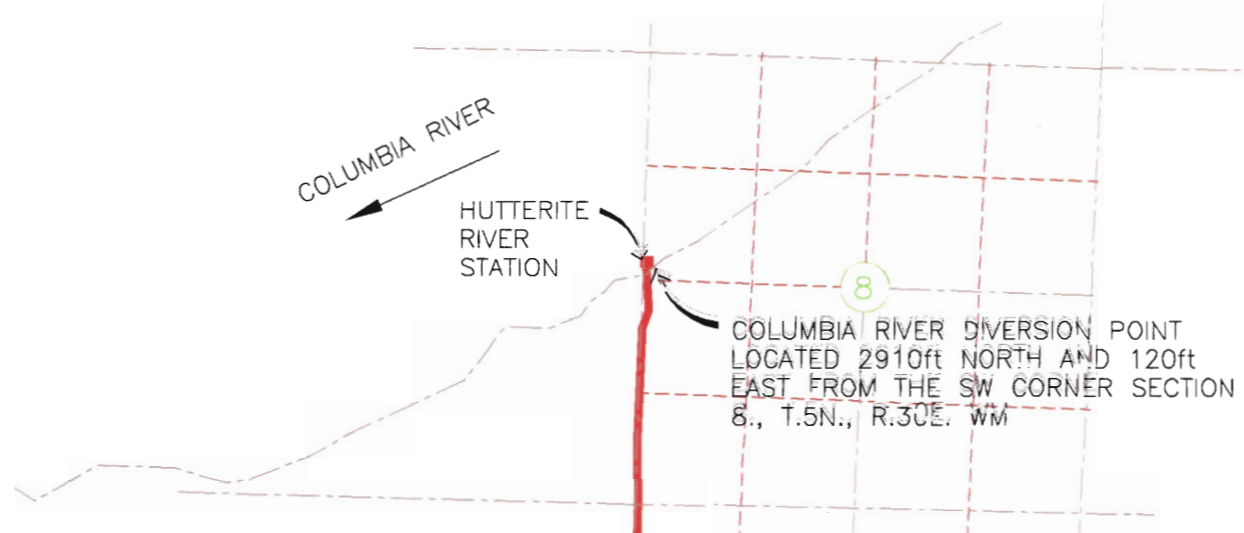 COLUMBIA RIVER
HUTTERITE
RIVER
STATION
8
COLUMBIA RIVER DIVERSION POINT
LOCATED 2910ft NORTH AND 120ft
EAST FROM THE SW CORNER SECTION
8., T.5N., R.30E. WM